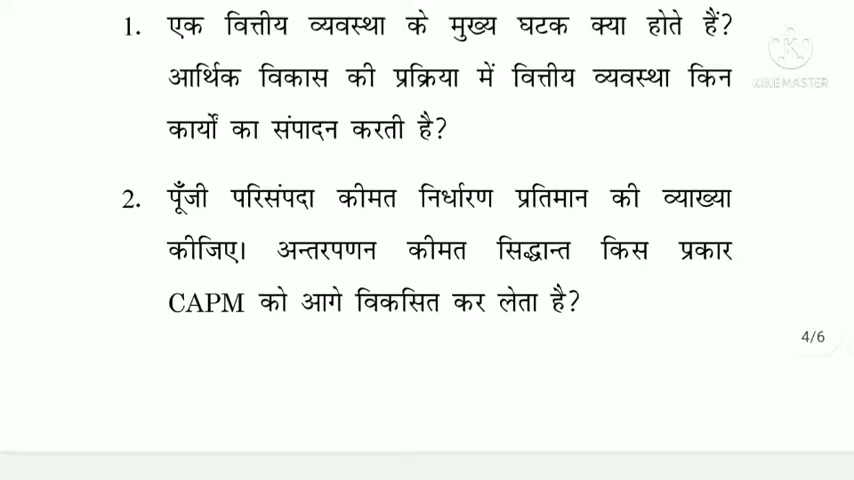 1. एक वित्तीय व्यवस्था के मुख्य घटक क्या होते हैं?
आर्थिक विकास की प्रक्रिया में वित्तीय व्यवस्था किन
कार्यों का संपादन करती है?
2. पूँजी परिसंपदा कीमत निर्धारण प्रतिमान की व्याख्या
कीजिए। अन्तरपणन कीमत सिद्धान्त किस प्रकार
CAPM को आगे विकसित कर लेता है?
4/6
K
KINEMASTER